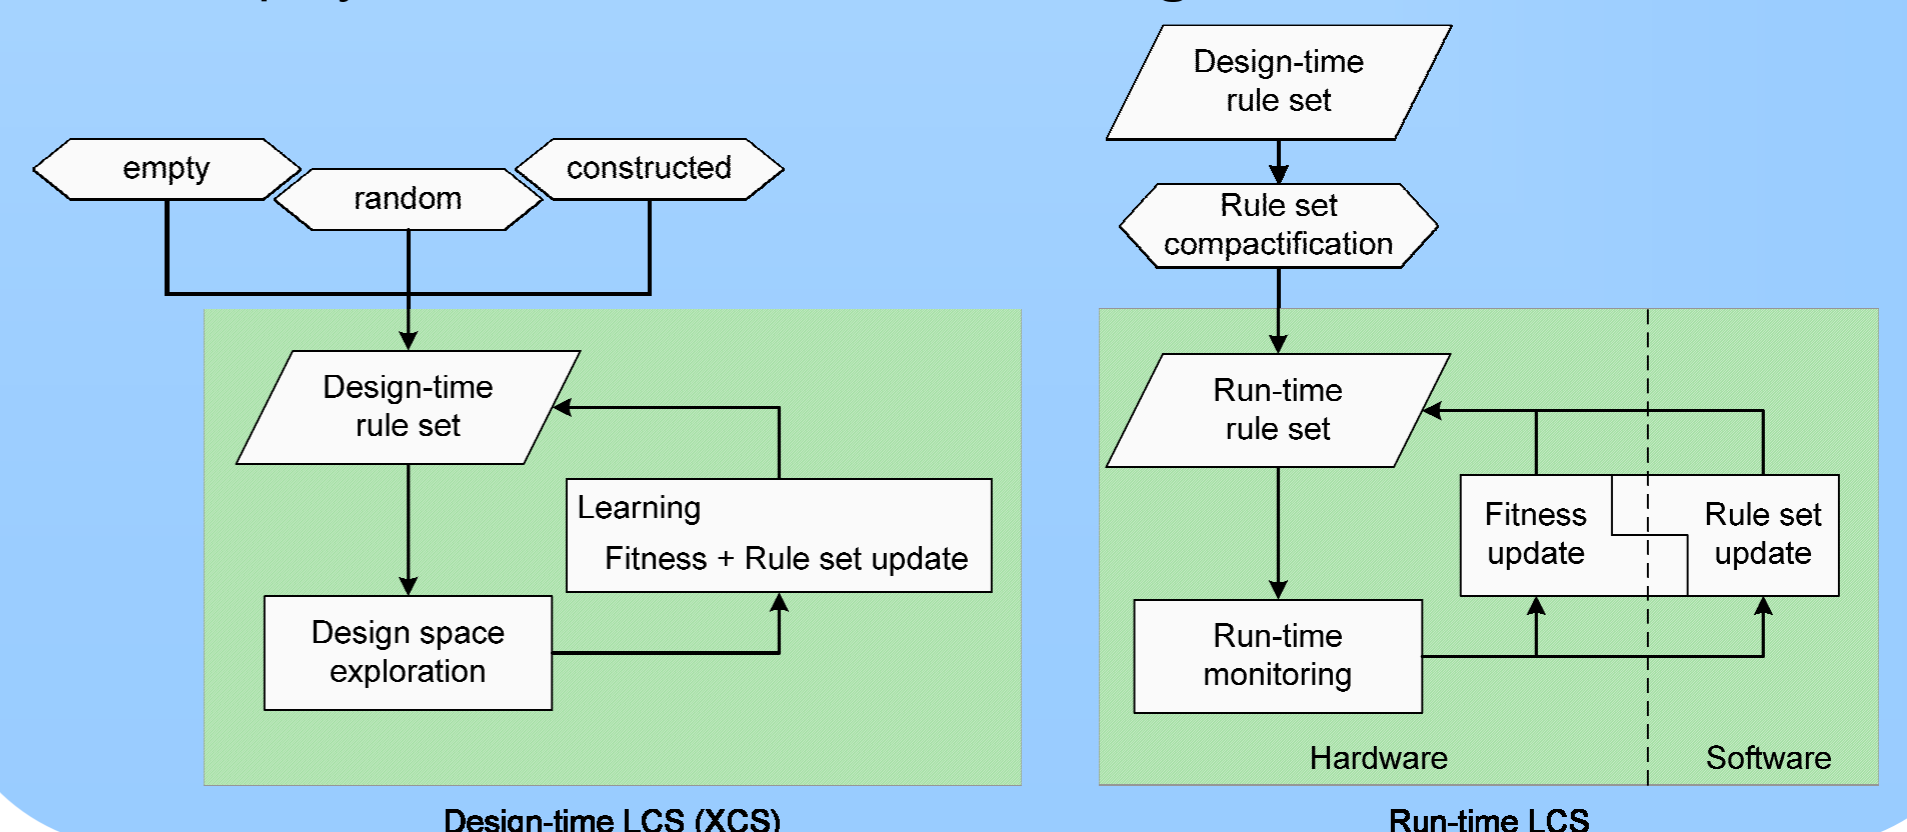 empty
random
constructed
Design-time
rule set
Learning
Fitness + Rule set update
Design space
exploration
Design-time LCS (XCS)
Design-time
rule set
Rule set
compactification
Run-time
rule set
Fitness
update
Rule set
update
Run-time
monitoring
Hardware
Software
Run-time LCS